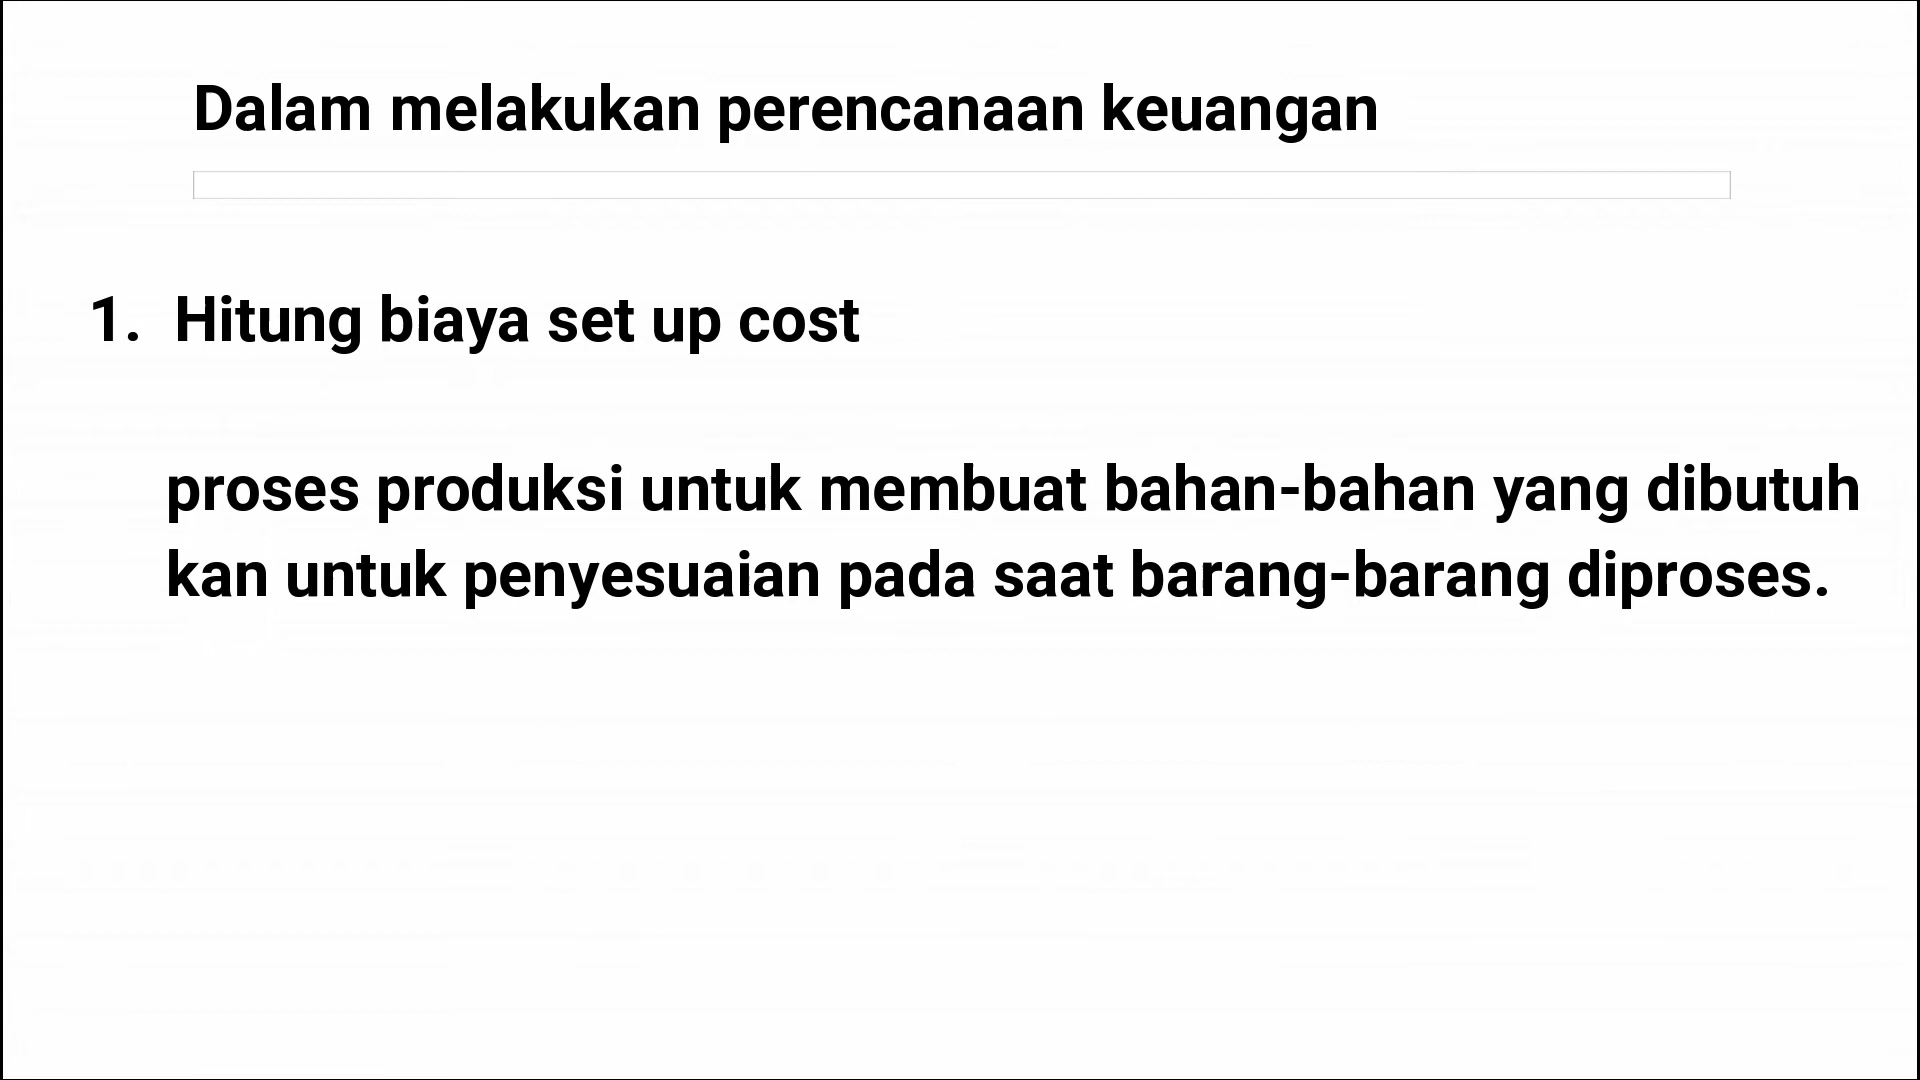 Dalam melakukan perencanaan keuangan
1. Hitung biaya set up cost
proses produksi untuk membuat bahan-bahan yang dibutuh
kan untuk penyesuaian pada saat barang-barang diproses.